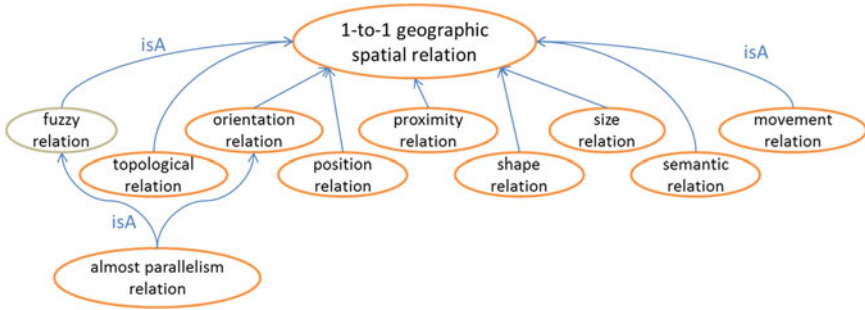 1-to-1 geographic
spatial relation
isA
isA
fuzzy
relation
orientation
relation
proximity
relation
size
relation
movement
relation
topological
relation
position
relation
shape
relation
semantic
relation
isA
almost parallelism
relation